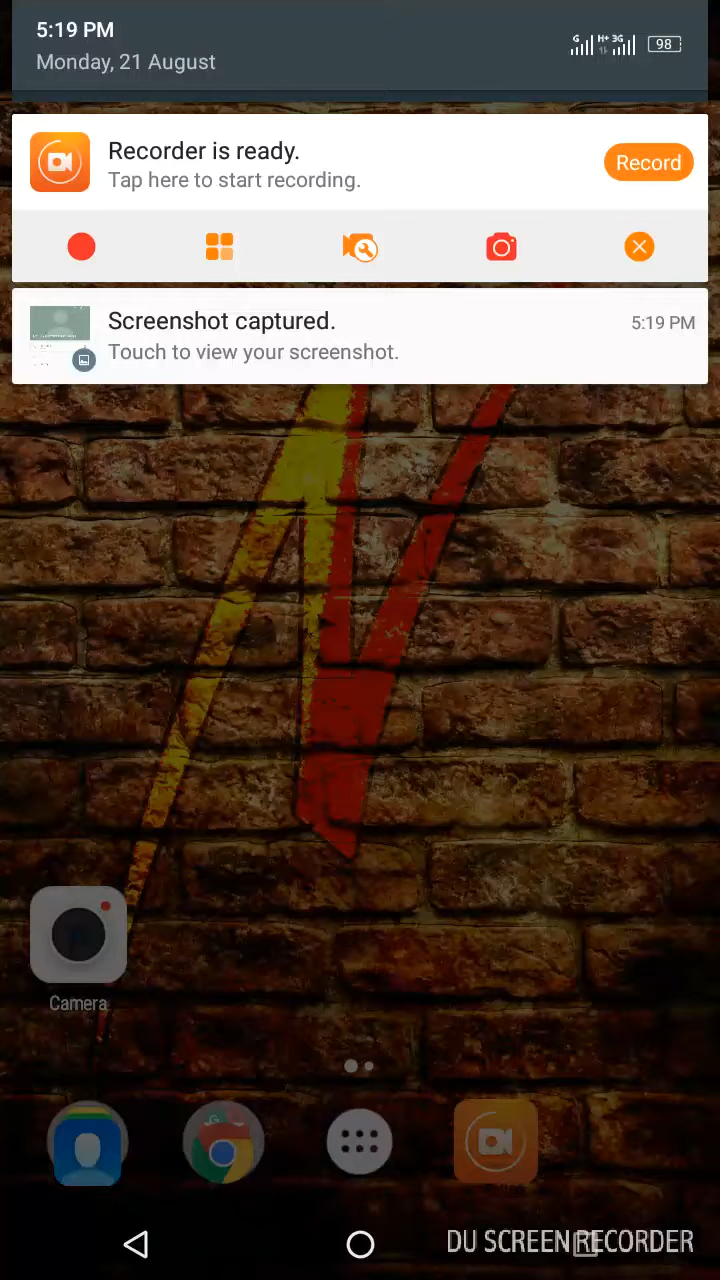 5:19 PM
Monday, 21 August
G H+ 3G 98
Recorder is ready.
Tap here to start recording.
Record
Screenshot captured.
5:19 PM
Touch to view your screenshot.
Camera
DU SCREEN RECORDER